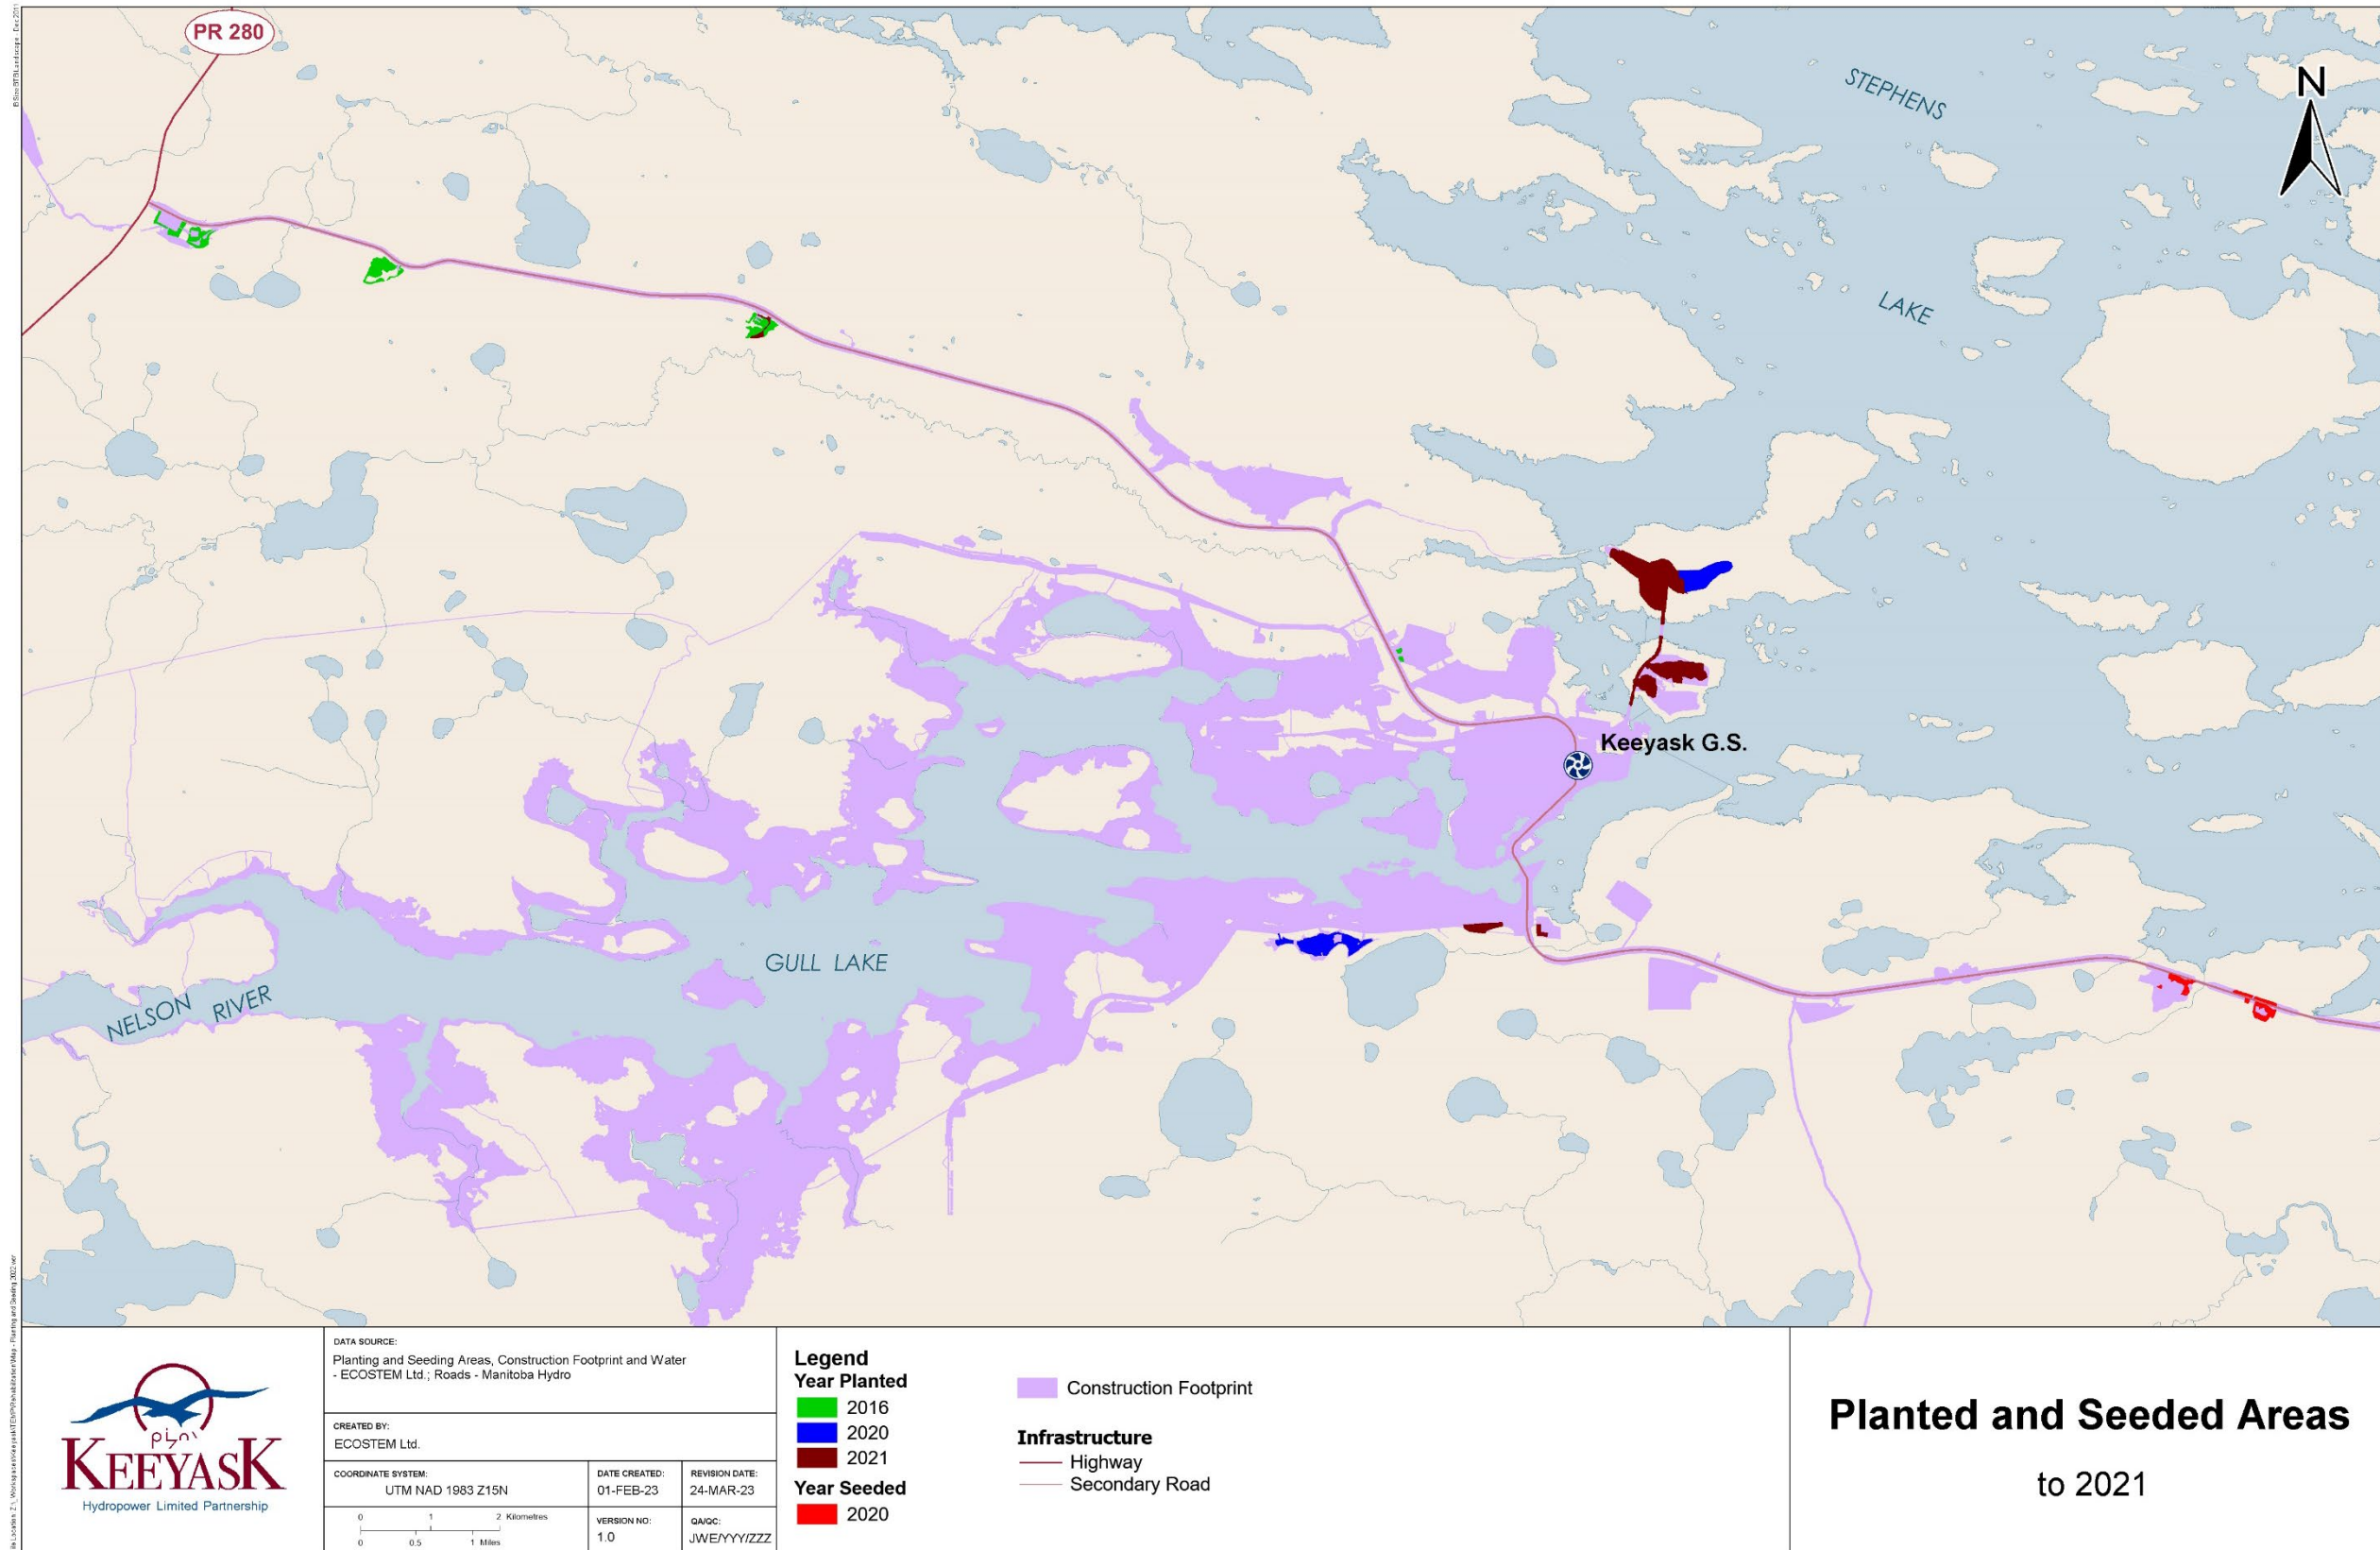 PR 280
STEPHENS
N
LAKE
Keeyask G.S.
GULL LAKE
NELSON RIVER
KEEYASK
Hydropower Limited Partnership
DATA SOURCE:
Planting and Seeding Areas, Construction Footprint and Water
- ECOSTEM Ltd.; Roads - Manitoba Hydro
CREATED BY:
ECOSTEM Ltd.
COORDINATE SYSTEM:
UTM NAD 1983 Z15N
DATE CREATED:
01-FEB-23
REVISION DATE:
24-MAR-23
0 1 2 Kilometres
0 0.5 1 Miles
VERSION NO:
1.0
QA/QC:
JWE/YYY/ZZZ
Legend
Year Planted
2016
2020
2021
Year Seeded
2020
Construction Footprint
Infrastructure
Highway
Secondary Road
Planted and Seeded Areas
to 2021